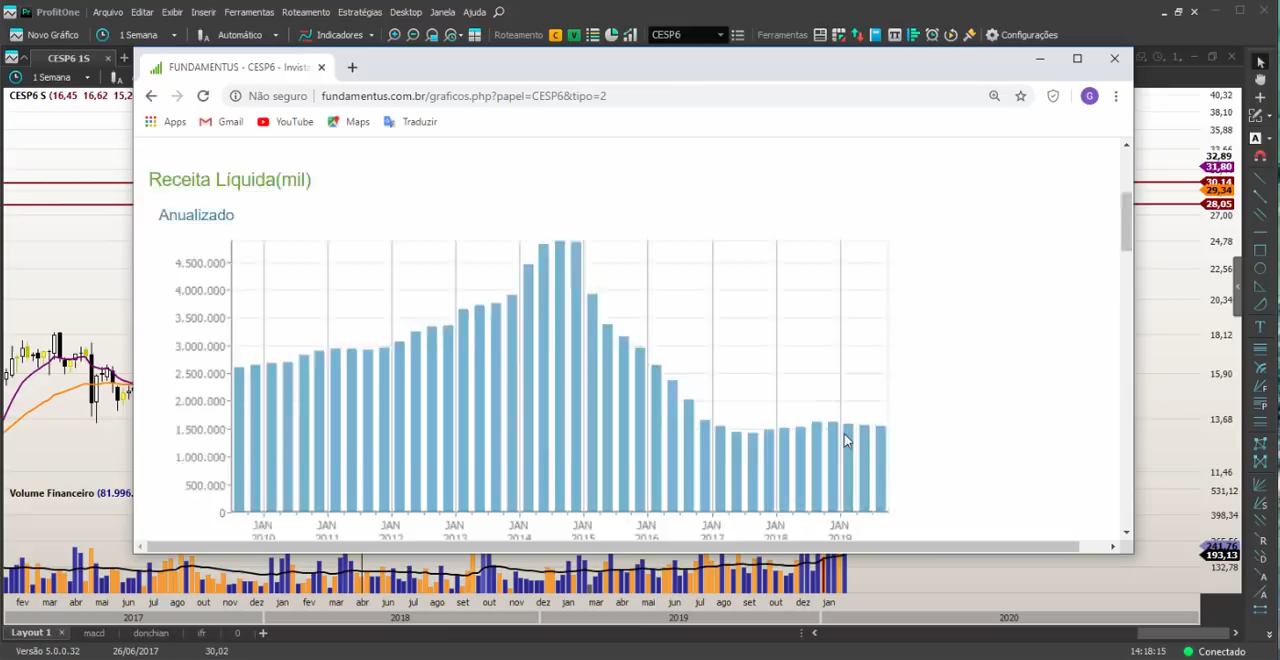 ProfitOne Arquivo Editar Exibir Inserir Ferramentas Roteamento Estratégias Desktop Janela Ajuda
Novo Gráfico 1 Semana Automático Indicadores Roteamento C V CESP6 Ferramentas Configurações
CESP6 1S
1 Semana
CESP6 S (16,45 16,62 15,2
FUNDAMENTUS - CESP6 - Invista
Não seguro fundamentus.com.br/graficos.php?papel=CESP6&tipo=2 G
Apps Gmail YouTube Maps Traduzir
Receita Líquida(mil)
Anualizado
4.500.000
4.000.000
3.500.000
3.000.000
2.500.000
2.000.000
1.500.000
1.000.000
500.000
0
JAN JAN JAN JAN JAN JAN JAN JAN JAN JAN
2010 2011 2012 2013 2014 2015 2016 2017 2018 2019
40,32
38,10
35,88
32,89
31,80
30,14
29,34
28,05
27,00
24,78
22,56
20,34
18,12
15,90
13,68
11,46
531,12
398,34
241,76
193,13
132,78
Volume Financeiro (81.996.
fev mar abr mai jun jul ago set out nov dez jan fev mar abr mai jun jul ago set out nov dez jan fev mar abr mai jun jul ago set out nov dez jan
2017 2018 2019 2020
Layout 1 macd donchian ifr 0
Versão 5.0.0.32 26/06/2017 30,02 14:18:15 Conectado